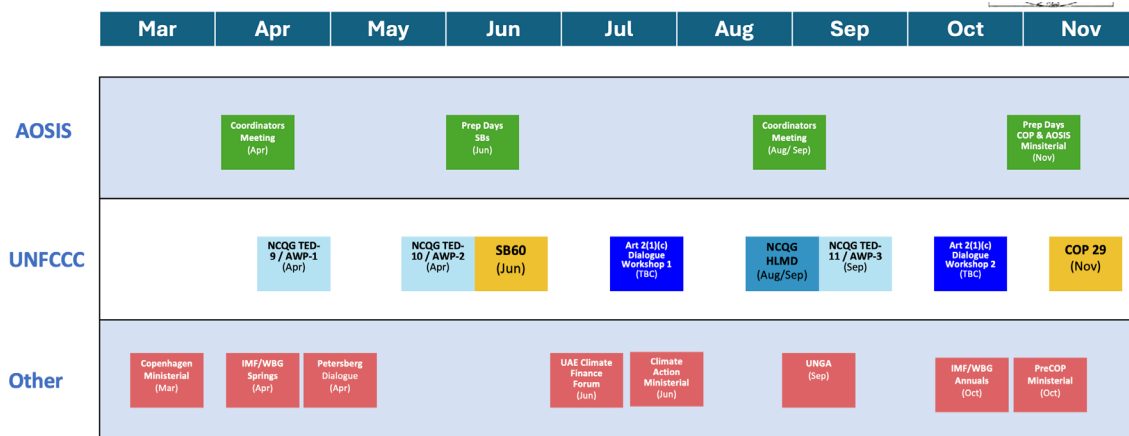 Mar Apr May Jun Jul Aug Sep Oct Nov
AOSIS
Coordinators
Meeting
(Apr)
Prep Days
SBs
(Jun)
Coordinators
Meeting
(Aug/ Sep)
Prep Days
COP & AOSIS
Minsiterial
(Nov)
UNFCCC
NCQG TED-
9 / AWP-1
(Apr)
NCQG TED-
10 / AWP-2
(Apr)
SB60
(Jun)
Art 2(1)(c)
Dialogue
Workshop 1
(TBC)
NCQG
HLMD
(Aug/Sep)
NCQG TED-
11 / AWP-3
(Sep)
Art 2(1)(c)
Dialogue
Workshop 2
(TBC)
COP 29
(Nov)
Other
Copenhagen
Ministerial
(Mar)
IMF/WBG
Springs
(Apr)
Petersberg
Dialogue
(Apr)
UAE Climate
Finance
Forum
(Jun)
Climate
Action
Ministerial
(Jun)
UNGA
(Sep)
IMF/WBG
Annuals
(Oct)
PreCOP
Ministerial
(Oct)